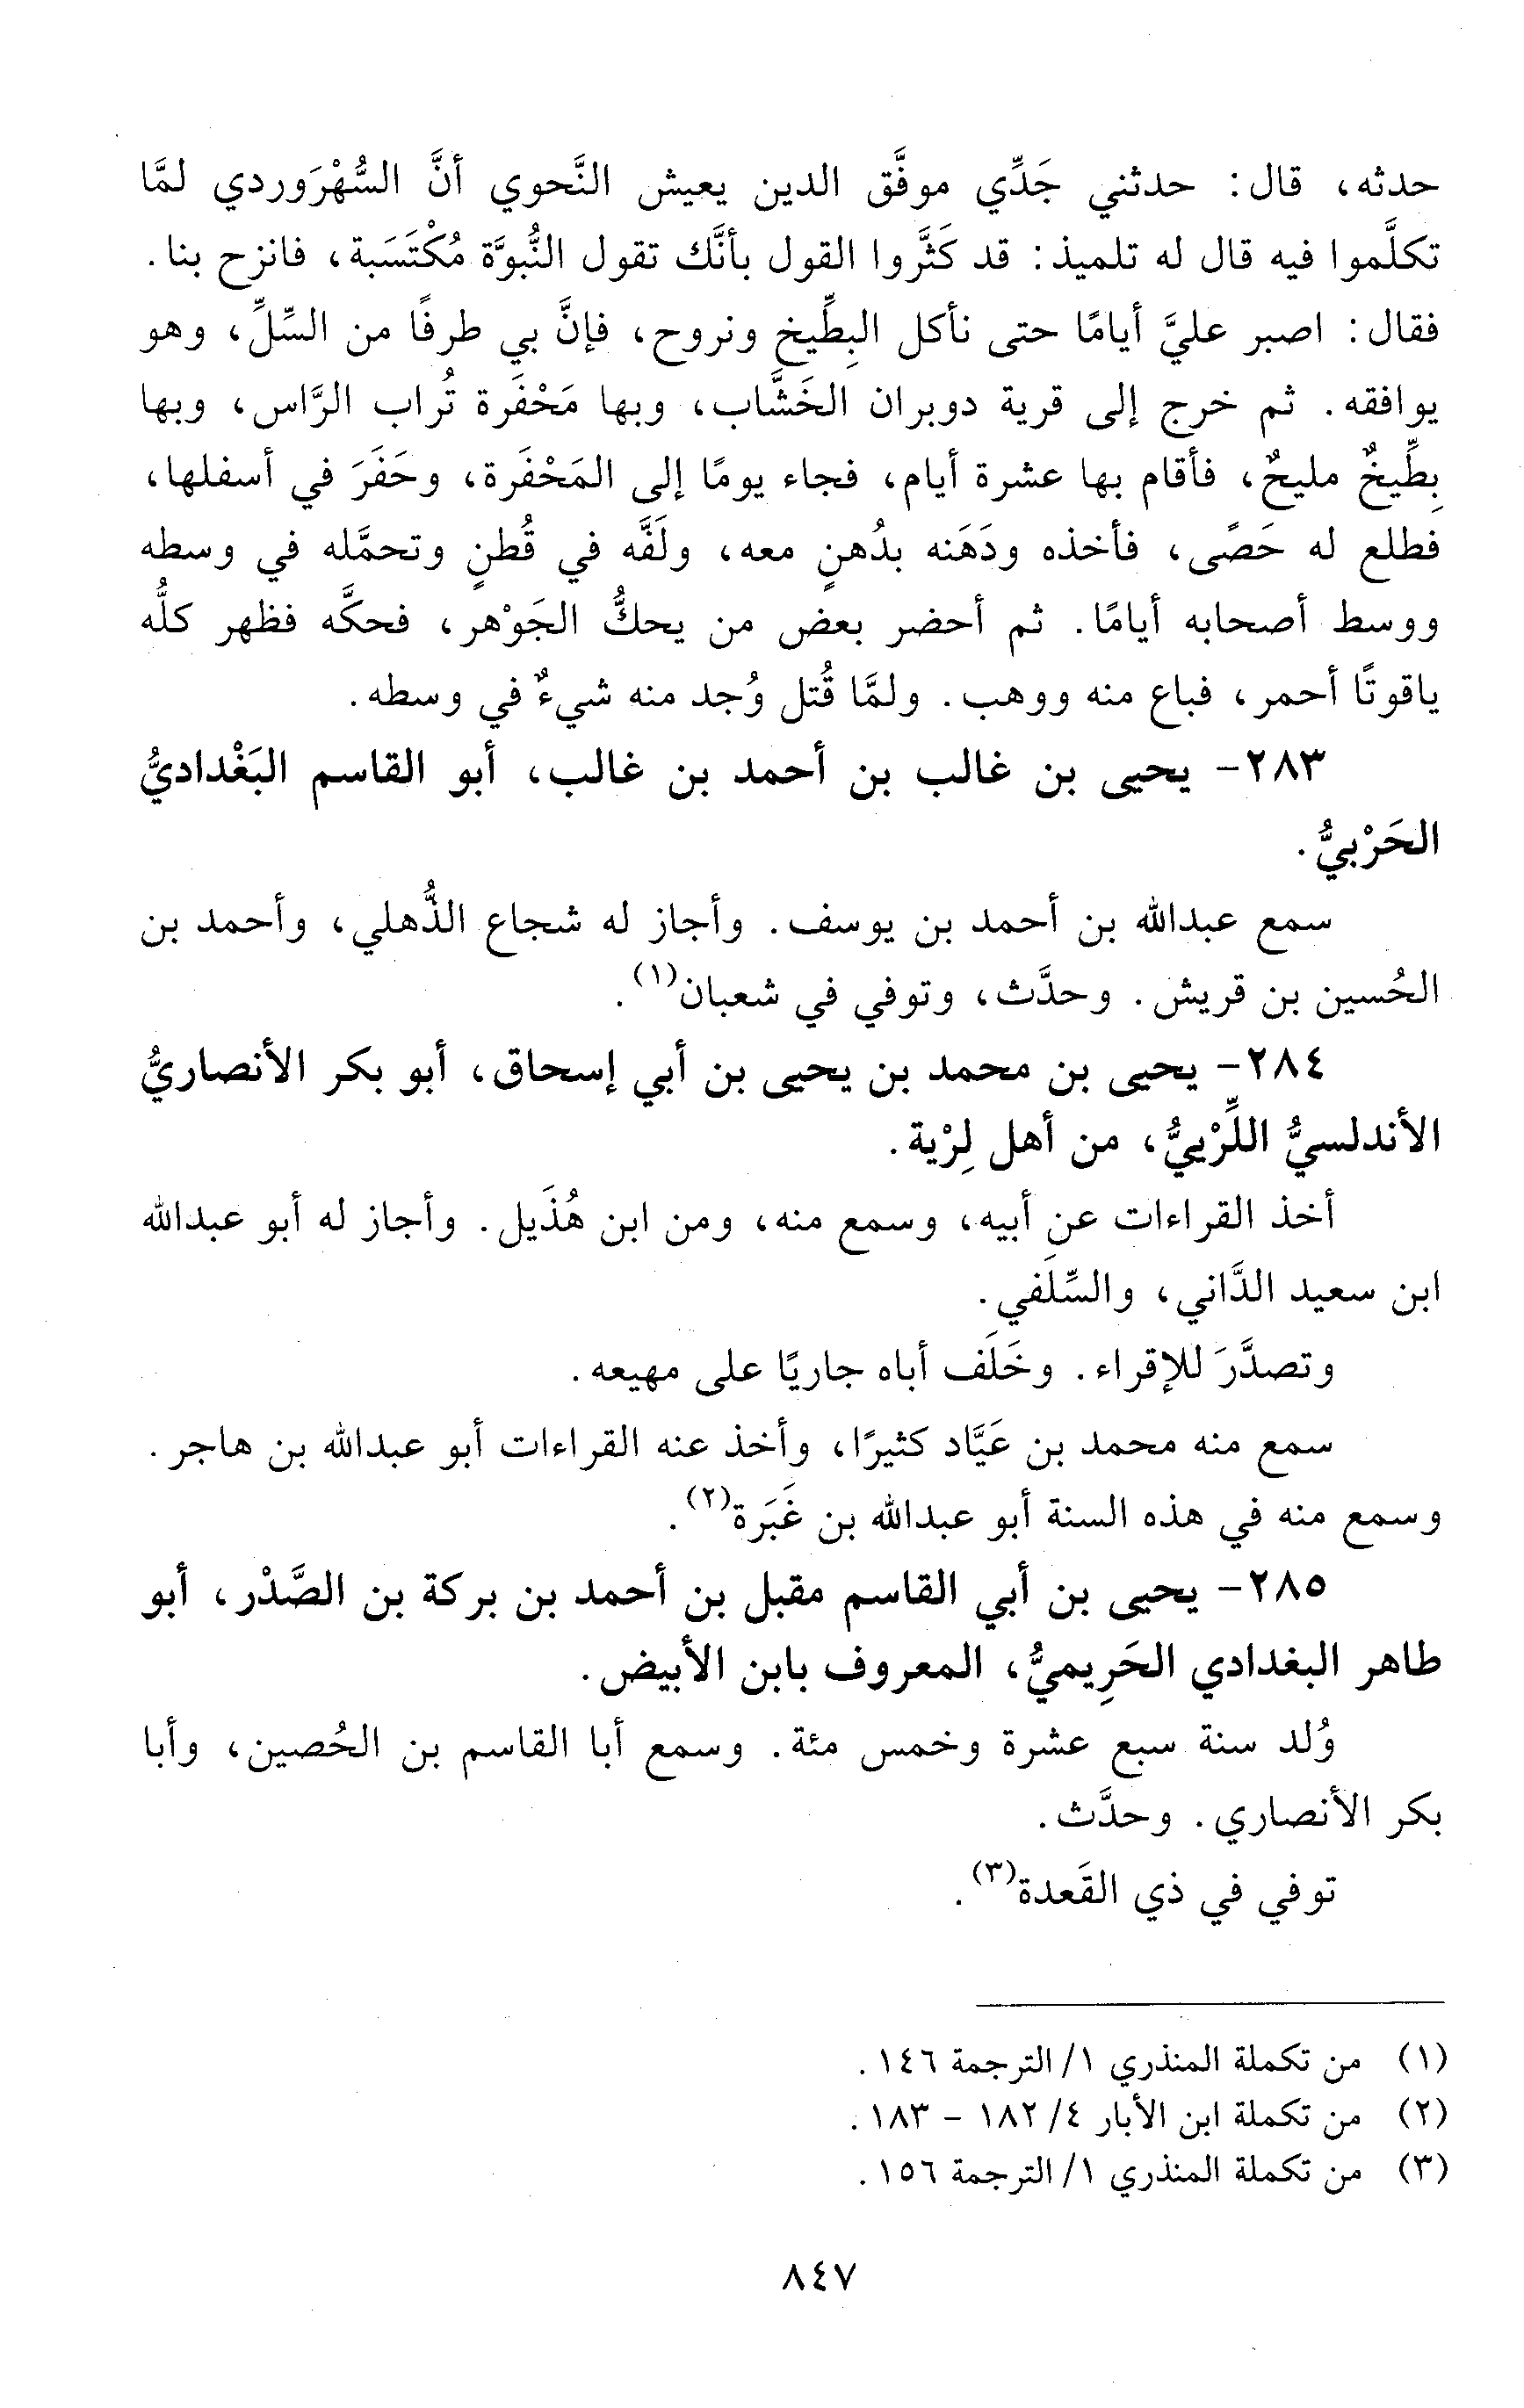 حدثه، قال: حدثني جَدِّي موفَّق الدين يعيش النَّحوي أنَّ السُّهْرَوردي لمَّا
تكلَّموا فيه قال له تلميذ: قد كَثَّروا القول بأنَّك تقول النُّبوَّة مُكْتَسَبة، فانزح بنا.
فقال: اصبر عليَّ أيامًا حتى نأكل البِطِّيخ ونروح، فإنَّ بي طرفًا من السِّلِّ، وهو
يوافقه. ثم خرج إلى قرية دوبران الخَشَّاب، وبها مَحْفَرة تُراب الرَّاس، وبها
بِطِّيخٌ مليحٌ، فأقام بها عشرة أيام، فجاء يومًا إلى المَحْفَرة، وحَفَرَ في أسفلها،
فطلع له حَصًى، فأخذه ودَهَنه بدُهنٍ معه، ولَفَّه في قُطنٍ وتحمَّله في وسطه
ووسط أصحابه أيامًا. ثم أحضر بعض من يحكُّ الجَوْهر، فحكَّه فظهر كلُّه
ياقوتًا أحمر، فباع منه ووهب. ولمَّا قُتل وُجد منه شيءٌ في وسطه.
٢٨٣- يحيى بن غالب بن أحمد بن غالب، أبو القاسم البَغْداديُّ
الحَرْبيُّ.
سمع عبدالله بن أحمد بن يوسف. وأجاز له شجاع الذُّهلي، وأحمد بن
الحُسين بن قريش. وحدَّث، وتوفي في شعبان(١).
٢٨٤- يحيى بن محمد بن يحيى بن أبي إسحاق، أبو بكر الأنصاريُّ
الأندلسيُّ اللِّرْييُّ، من أهل لِرْية.
أخذ القراءات عن أبيه، وسمع منه، ومن ابن هُذَيل. وأجاز له أبو عبدالله
ابن سعيد الدَّاني، والسِّلَفي.
وتصدَّرَ للإقراء. وخَلَف أباه جاريًا على مهيعه.
سمع منه محمد بن عَيَّاد كثيرًا، وأخذ عنه القراءات أبو عبدالله بن هاجر.
وسمع منه في هذه السنة أبو عبدالله بن غَبَرة(٢).
٢٨٥- يحيى بن أبي القاسم مقبل بن أحمد بن بركة بن الصَّدْر، أبو
طاهر البغدادي الحَرِيميُّ، المعروف بابن الأبيض.
وُلد سنة سبع عشرة وخمس مئة. وسمع أبا القاسم بن الحُصين، وأبا
بكر الأنصاري. وحدَّث.
توفي في ذي القَعدة(٣).
(١) من تكملة المنذري ١/ الترجمة ١٤٦.
(٢) من تكملة ابن الأبار ٤/ ١٨٢ - ١٨٣.
(٣) من تكملة المنذري ١/ الترجمة ١٥٦.
٨٤٧